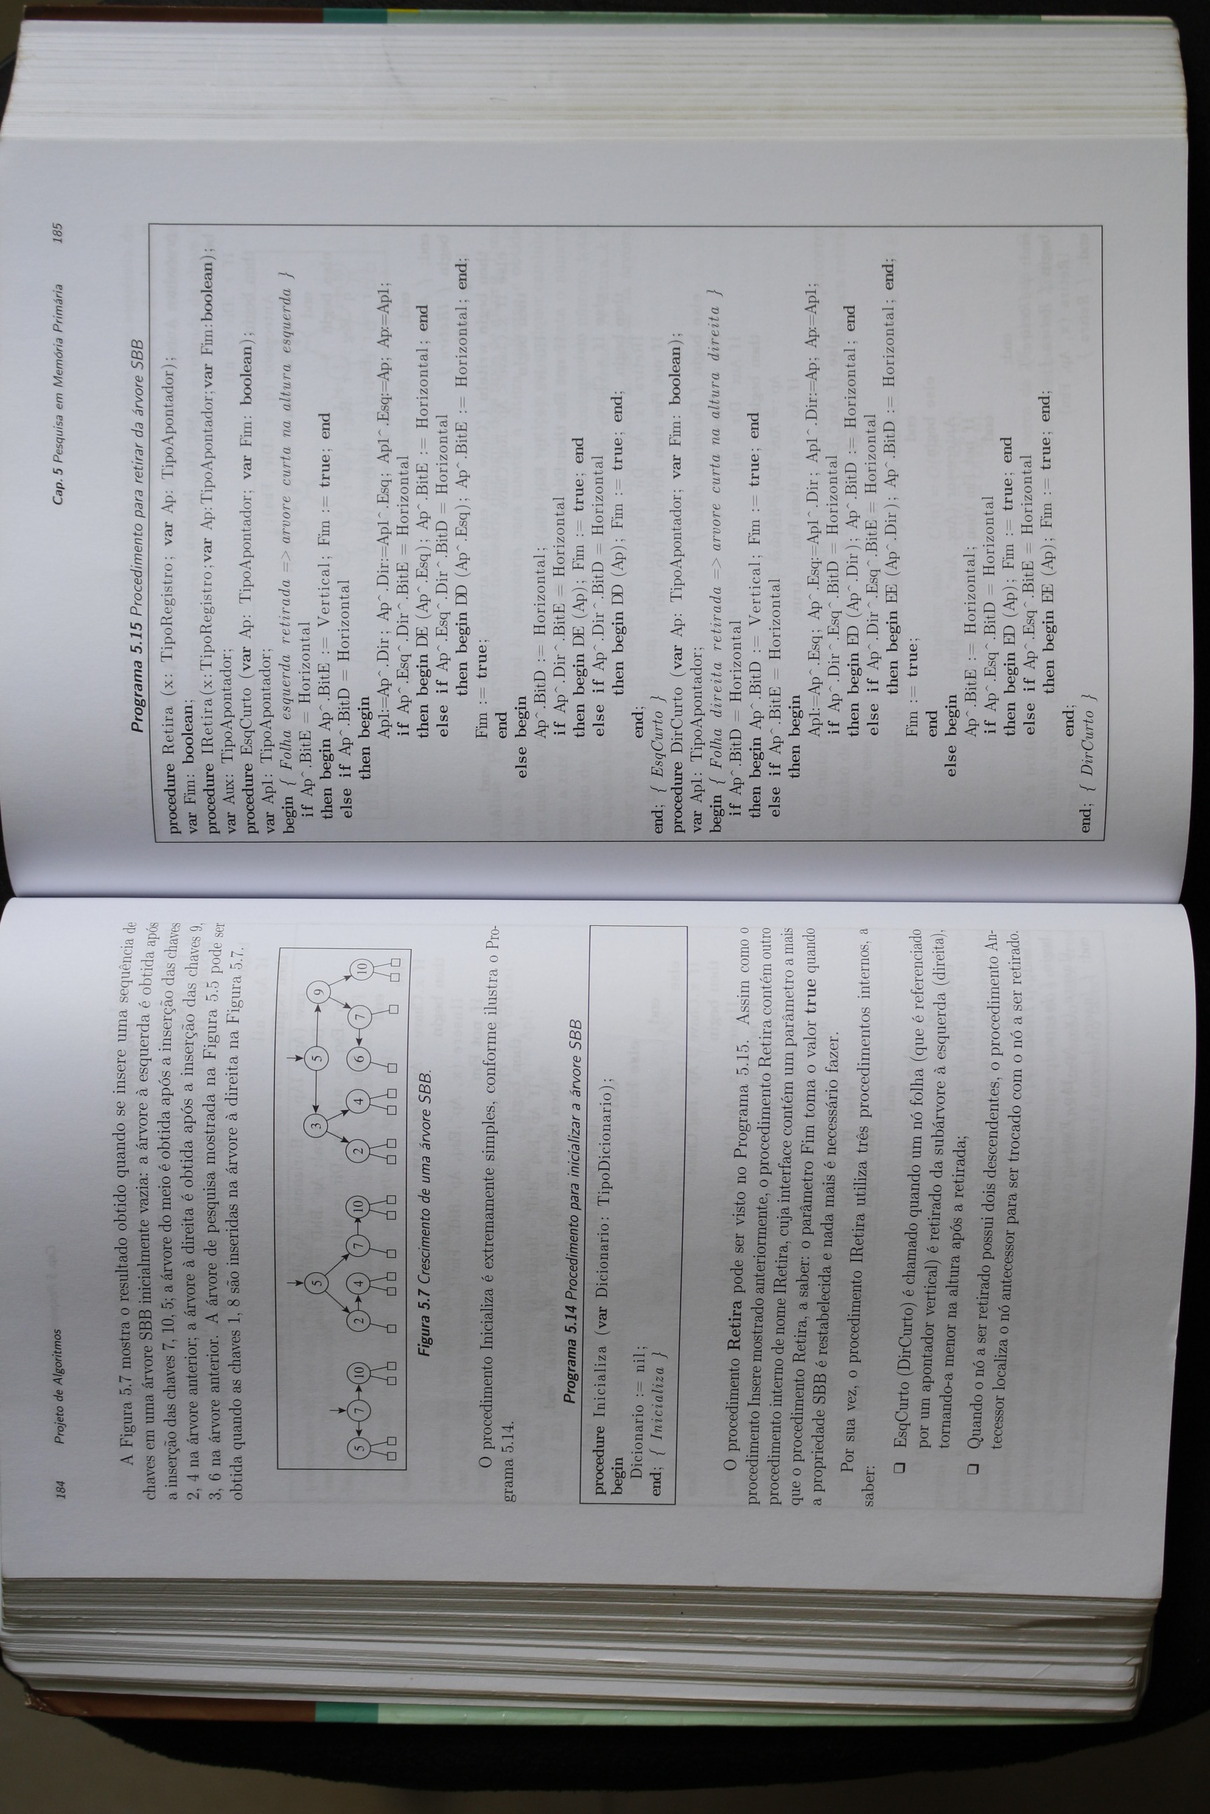 184 Projeto de Algoritmos
A Figura 5.7 mostra o resultado obtido quando se insere uma sequência de
chaves em uma árvore SBB inicialmente vazia: a árvore à esquerda é obtida após
a inserção das chaves 7, 10, 5; a árvore do meio é obtida após a inserção das chaves
2, 4 na árvore anterior; a árvore à direita é obtida após a inserção das chaves 9,
3, 6 na árvore anterior. A árvore de pesquisa mostrada na Figura 5.5 pode ser
obtida quando as chaves 1, 8 são inseridas na árvore à direita na Figura 5.7.
5 3 5 9
5 7 10 2 4 7 10 2 4 6 7 10
Figura 5.7 Crescimento de uma árvore SBB.
O procedimento Inicializa é extremamente simples, conforme ilustra o Pro-
grama 5.14.
Programa 5.14 Procedimento para inicializar a árvore SBB
procedure Inicializa (var Dicionario: TipoDicionario);
begin
Dicionario := nil;
end; { Inicializa }
O procedimento Retira pode ser visto no Programa 5.15. Assim como o
procedimento Insere mostrado anteriormente, o procedimento Retira contém outro
procedimento interno de nome IRetira, cuja interface contém um parâmetro a mais
que o procedimento Retira, a saber: o parâmetro Fim toma o valor true quando
a propriedade SBB é restabelecida e nada mais é necessário fazer.
Por sua vez, o procedimento IRetira utiliza três procedimentos internos, a
saber:
❑ EsqCurto (DirCurto) é chamado quando um nó folha (que é referenciado
por um apontador vertical) é retirado da subárvore à esquerda (direita),
tornando-a menor na altura após a retirada;
❑ Quando o nó a ser retirado possui dois descendentes, o procedimento An-
tecessor localiza o nó antecessor para ser trocado com o nó a ser retirado.
Cap. 5 Pesquisa em Memória Primária 185
Programa 5.15 Procedimento para retirar da árvore SBB
procedure Retira (x: TipoRegistro; var Ap: TipoApontador);
var Fim: boolean;
procedure IRetira(x:TipoRegistro;var Ap:TipoApontador;var Fim:boolean);
var Aux: TipoApontador;
procedure EsqCurto (var Ap: TipoApontador; var Fim: boolean);
var Ap1: TipoApontador;
begin { Folha esquerda retirada => arvore curta na altura esquerda }
if Ap^.BitE = Horizontal
then begin Ap^.BitE := Vertical; Fim := true; end
else if Ap^.BitD = Horizontal
then begin
Ap1:=Ap^.Dir; Ap^.Dir:=Ap1^.Esq; Ap1^.Esq:=Ap; Ap:=Ap1;
if Ap^.Esq^.Dir^.BitE = Horizontal
then begin DE (Ap^.Esq); Ap^.BitE := Horizontal; end
else if Ap^.Esq^.Dir^.BitD = Horizontal
then begin DD (Ap^.Esq); Ap^.BitE := Horizontal; end;
Fim := true;
end
else begin
Ap^.BitD := Horizontal;
if Ap^.Dir^.BitE = Horizontal
then begin DE (Ap); Fim := true; end
else if Ap^.Dir^.BitD = Horizontal
then begin DD (Ap); Fim := true; end;
end;
end; { EsqCurto }
procedure DirCurto (var Ap: TipoApontador; var Fim: boolean);
var Ap1: TipoApontador;
begin { Folha direita retirada => arvore curta na altura direita }
if Ap^.BitD = Horizontal
then begin Ap^.BitD := Vertical; Fim := true; end
else if Ap^.BitE = Horizontal
then begin
Ap1:=Ap^.Esq; Ap^.Esq:=Ap1^.Dir; Ap1^.Dir:=Ap; Ap:=Ap1;
if Ap^.Dir^.Esq^.BitD = Horizontal
then begin ED (Ap^.Dir); Ap^.BitD := Horizontal; end
else if Ap^.Dir^.Esq^.BitE = Horizontal
then begin EE (Ap^.Dir); Ap^.BitD := Horizontal; end;
Fim := true;
end
else begin
Ap^.BitE := Horizontal;
if Ap^.Esq^.BitD = Horizontal
then begin ED (Ap); Fim := true; end
else if Ap^.Esq^.BitE = Horizontal
then begin EE (Ap); Fim := true; end;
end;
end; { DirCurto }